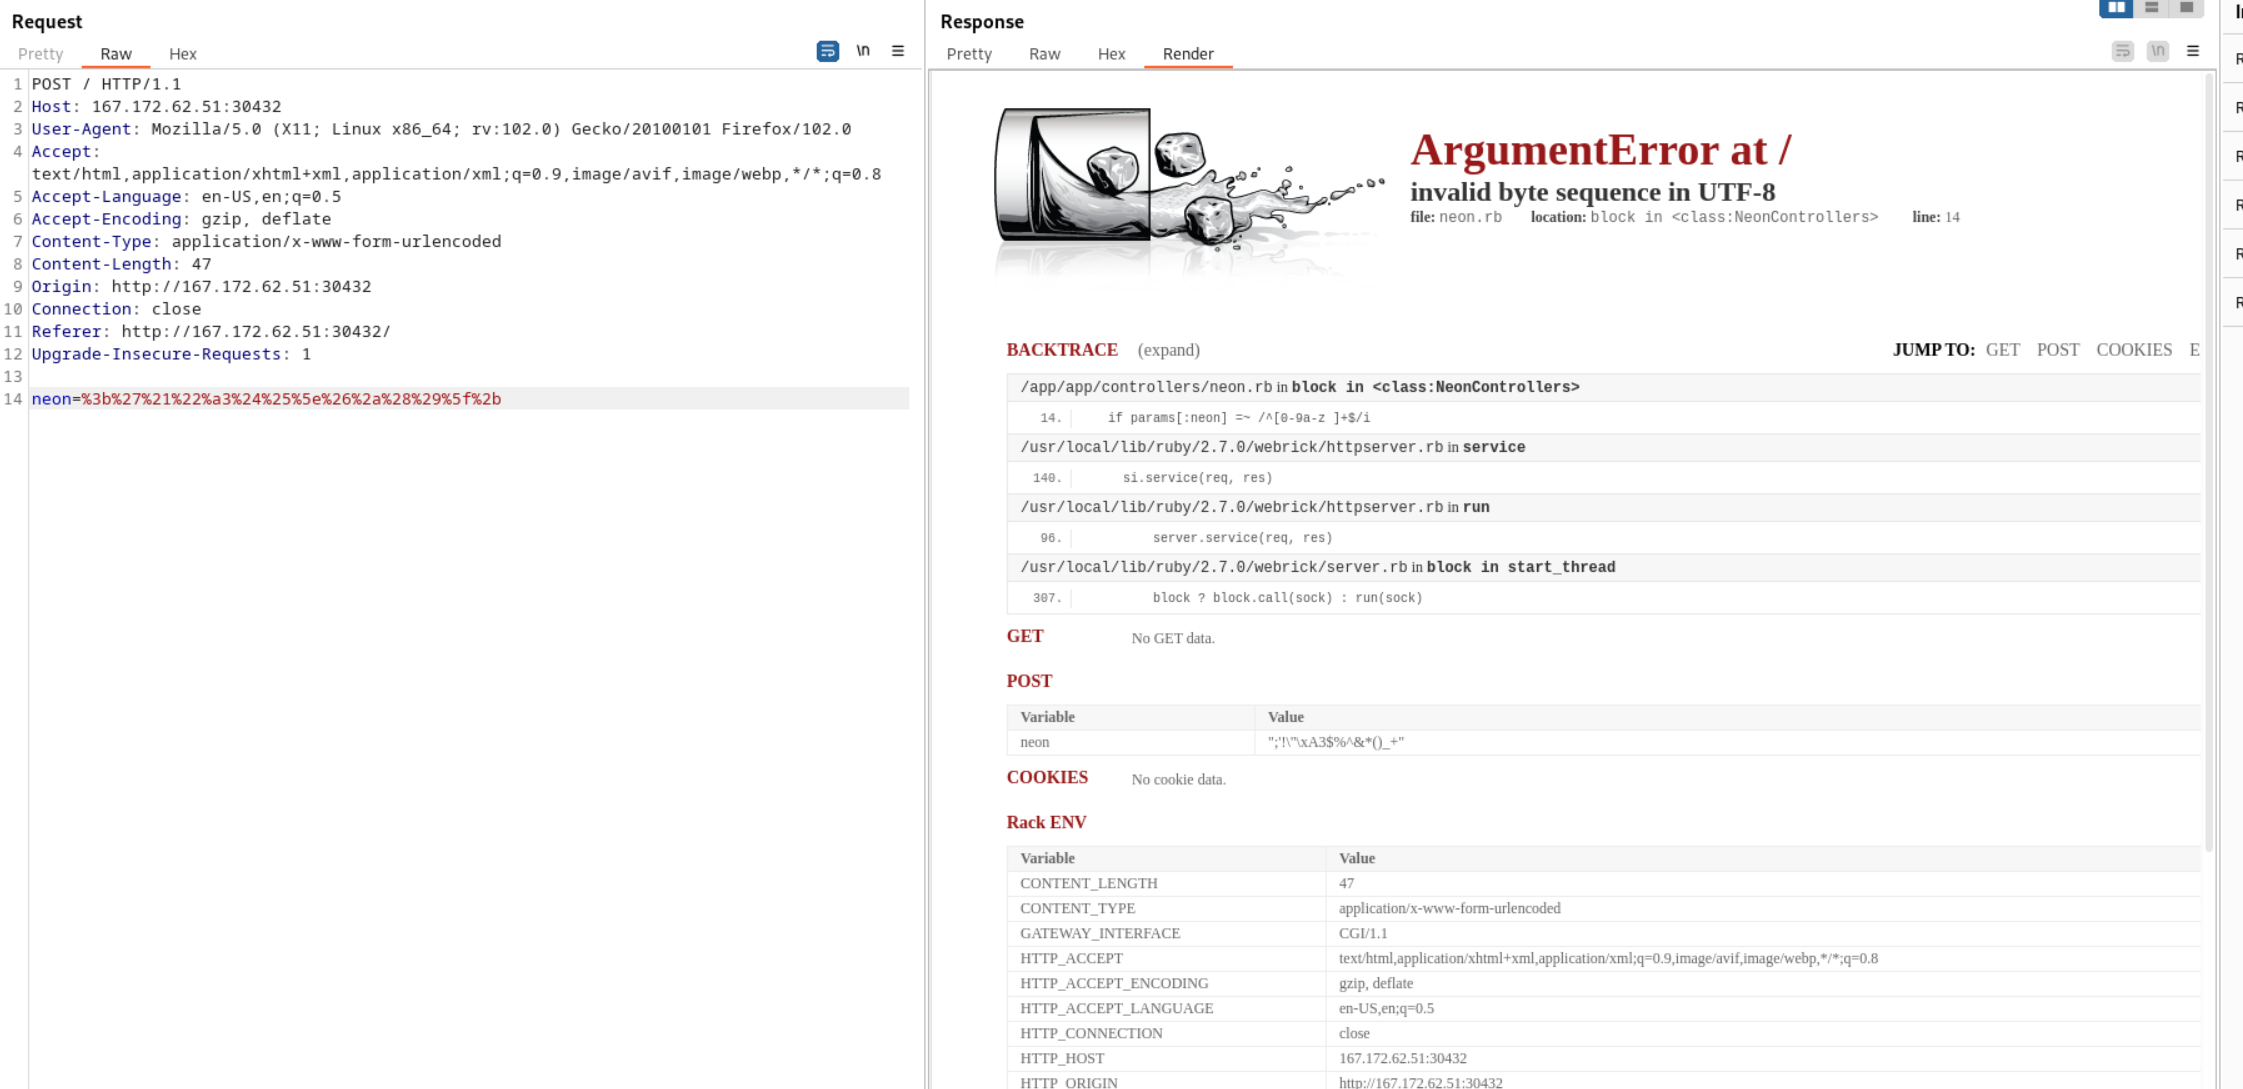 Request
Pretty Raw Hex
\n
1 POST / HTTP/1.1
2 Host: 167.172.62.51:30432
3 User-Agent: Mozilla/5.0 (X11; Linux x86_64; rv:102.0) Gecko/20100101 Firefox/102.0
4 Accept:
text/html,application/xhtml+xml,application/xml;q=0.9,image/avif,image/webp,*/*;q=0.8
5 Accept-Language: en-US,en;q=0.5
6 Accept-Encoding: gzip, deflate
7 Content-Type: application/x-www-form-urlencoded
8 Content-Length: 47
9 Origin: http://167.172.62.51:30432
10 Connection: close
11 Referer: http://167.172.62.51:30432/
12 Upgrade-Insecure-Requests: 1
13
14 neon=%3b%27%21%22%a3%24%25%5e%26%2a%28%29%5f%2b
Response
Pretty Raw Hex Render
\n
ArgumentError at /
invalid byte sequence in UTF-8
file: neon.rb location: block in <class:NeonControllers> line: 14
BACKTRACE (expand)
JUMP TO: GET POST COOKIES E
/app/app/controllers/neon.rb in block in <class:NeonControllers>
14. if params[:neon] =~ /^[0-9a-z ]+$/i
/usr/local/lib/ruby/2.7.0/webrick/httpserver.rb in service
140. si.service(req, res)
/usr/local/lib/ruby/2.7.0/webrick/httpserver.rb in run
96. server.service(req, res)
/usr/local/lib/ruby/2.7.0/webrick/server.rb in block in start_thread
307. block ? block.call(sock) : run(sock)
GET No GET data.
POST
Variable Value
neon ";'!\"\xA3$%^&*()_+"
COOKIES No cookie data.
Rack ENV
Variable Value
CONTENT_LENGTH 47
CONTENT_TYPE application/x-www-form-urlencoded
GATEWAY_INTERFACE CGI/1.1
HTTP_ACCEPT text/html,application/xhtml+xml,application/xml;q=0.9,image/avif,image/webp,*/*;q=0.8
HTTP_ACCEPT_ENCODING gzip, deflate
HTTP_ACCEPT_LANGUAGE en-US,en;q=0.5
HTTP_CONNECTION close
HTTP_HOST 167.172.62.51:30432
HTTP_ORIGIN http://167.172.62.51:30432